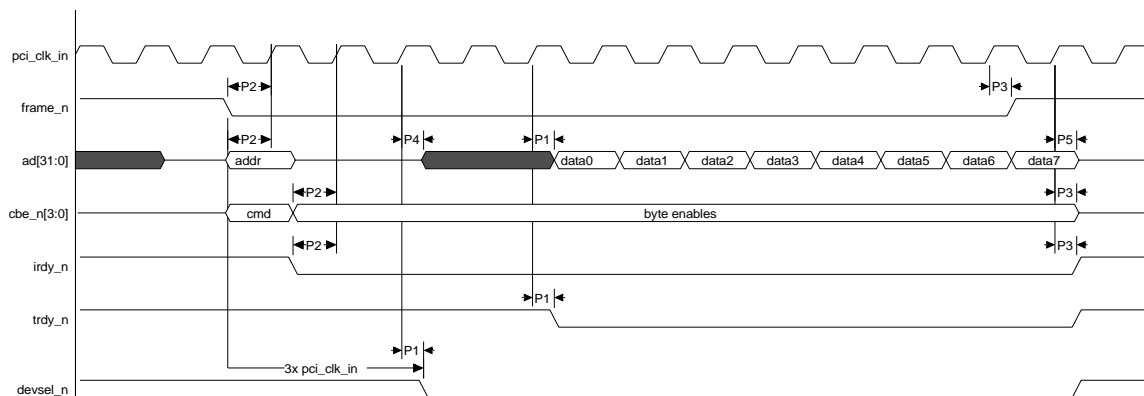 pci_clk_in
P2
P3
frame_n
P2
P4
P1
P5
ad[31:0]
addr
data0
data1
data2
data3
data4
data5
data6
data7
P2
P3
cbe_n[3:0]
cmd
byte enables
P2
P3
irdy_n
P1
trdy_n
P1
3x pci_clk_in
devsel_n